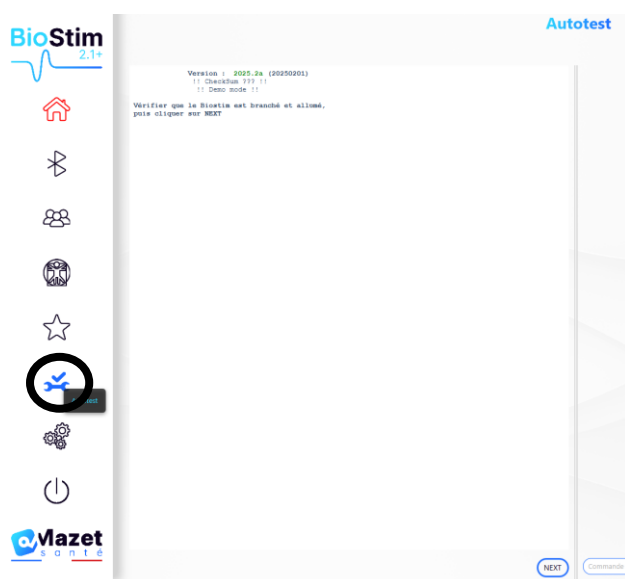 Autotest
BioStim
2.1+
Version : 2025.2a (20250201)
!! CheckSum ??? !!
!! Demo mode !!
Vérifier que le Biostim est branché et allumé,
puis cliquer sur NEXT
Mazet
santé
NEXT
Commande